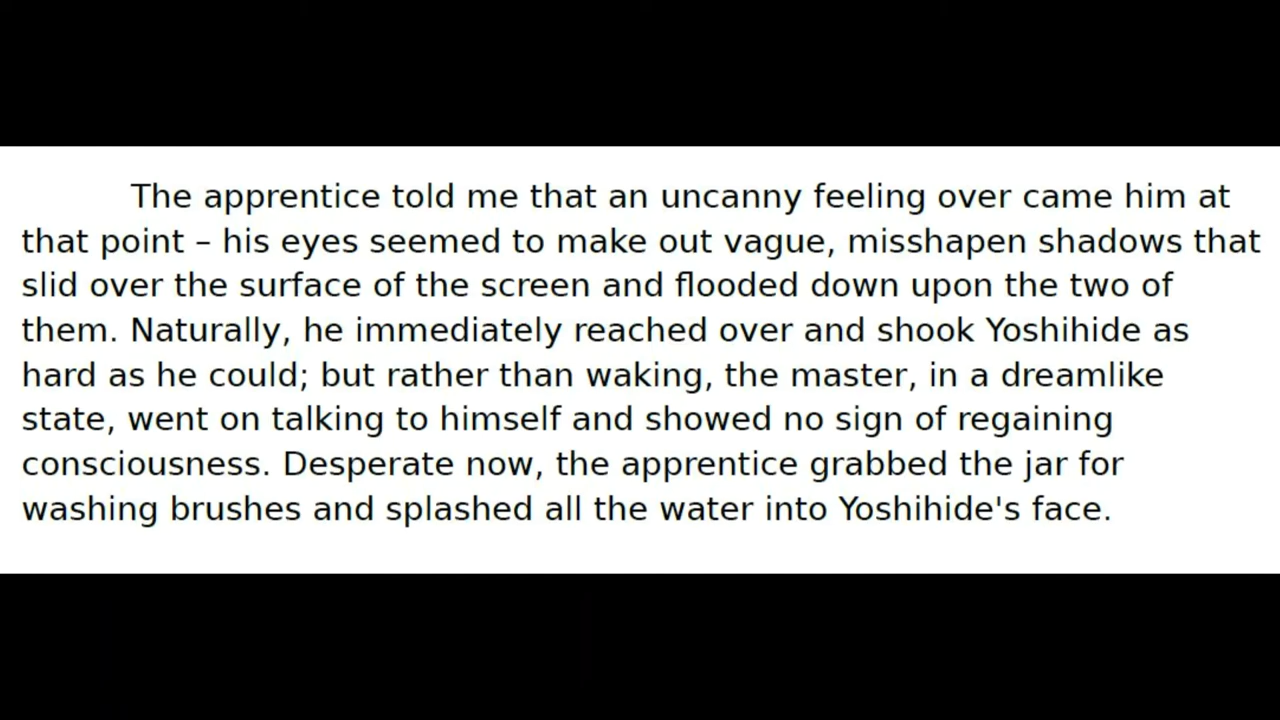 The apprentice told me that an uncanny feeling over came him at
that point – his eyes seemed to make out vague, misshapen shadows that
slid over the surface of the screen and flooded down upon the two of
them. Naturally, he immediately reached over and shook Yoshihide as
hard as he could; but rather than waking, the master, in a dreamlike
state, went on talking to himself and showed no sign of regaining
consciousness. Desperate now, the apprentice grabbed the jar for
washing brushes and splashed all the water into Yoshihide's face.